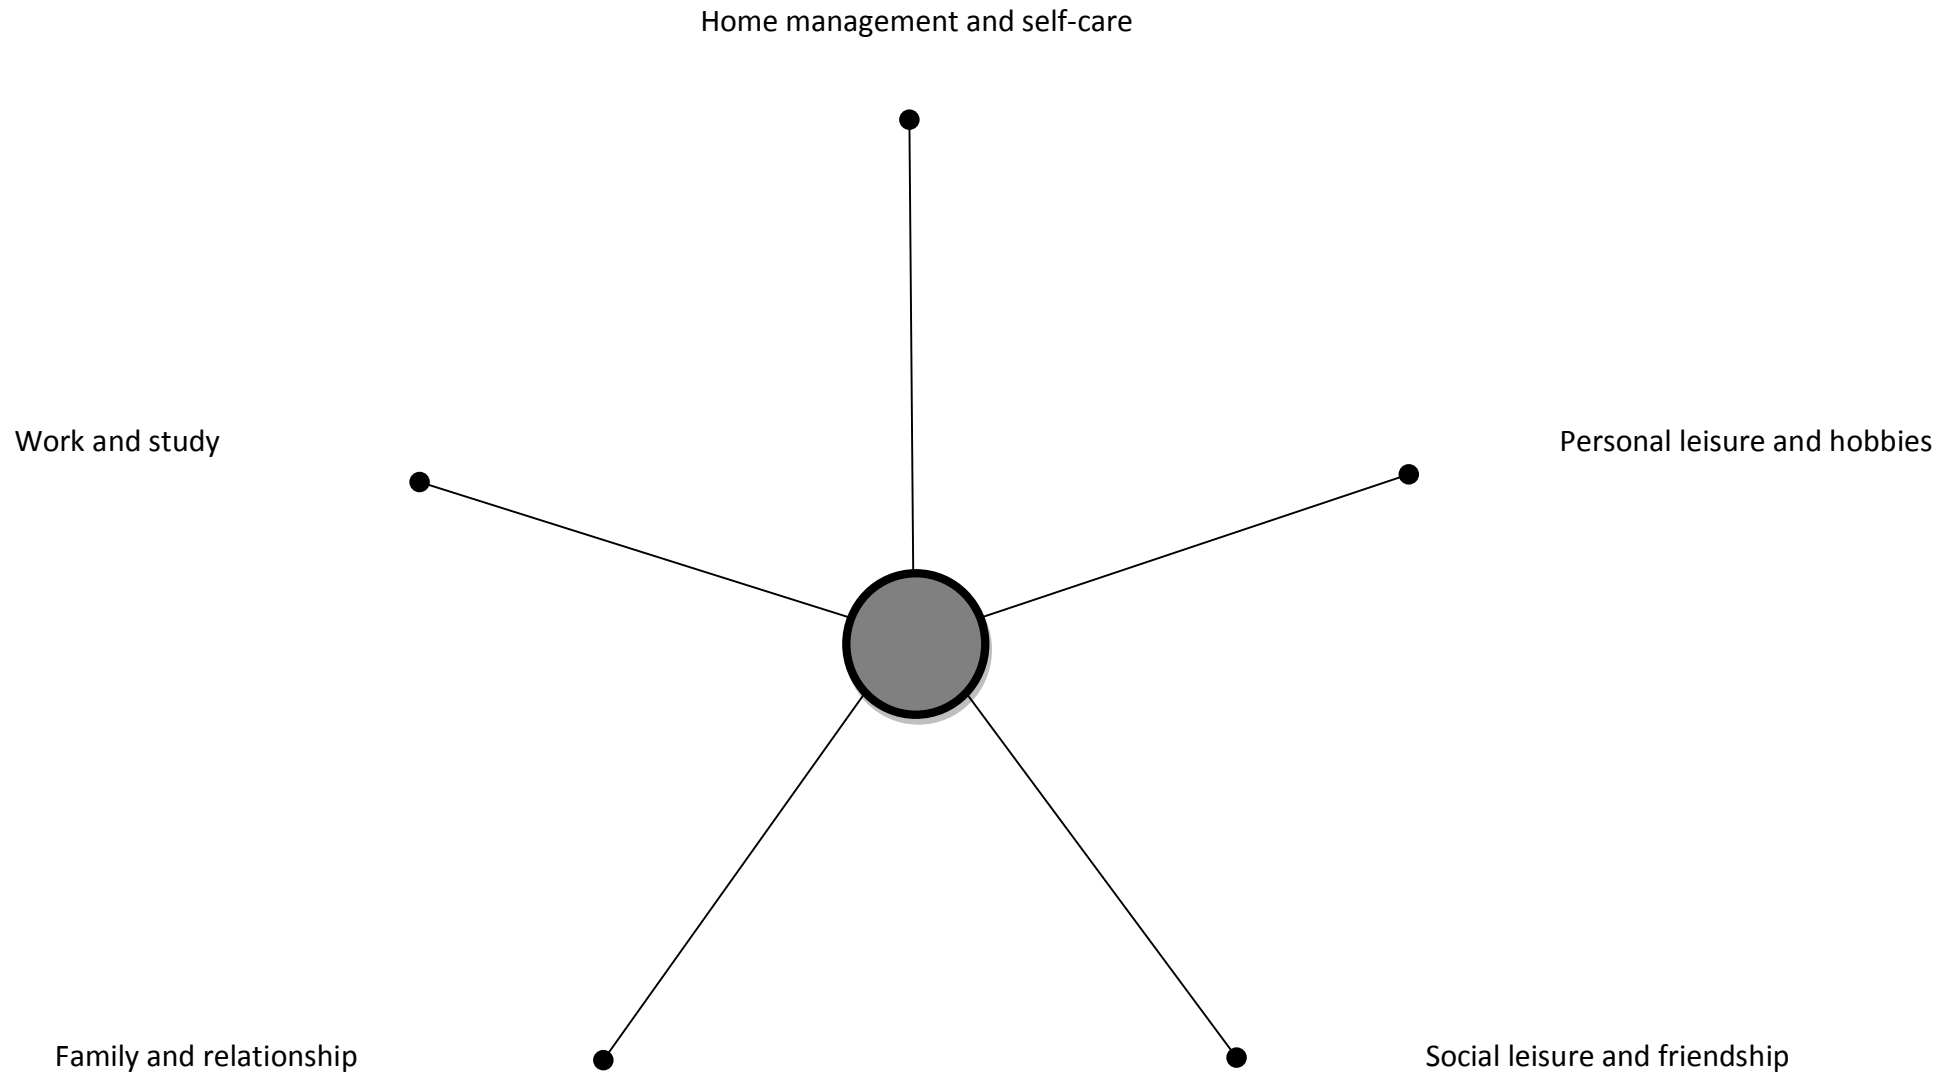 Home management and self-care
Work and study
Personal leisure and hobbies
Family and relationship
Social leisure and friendship